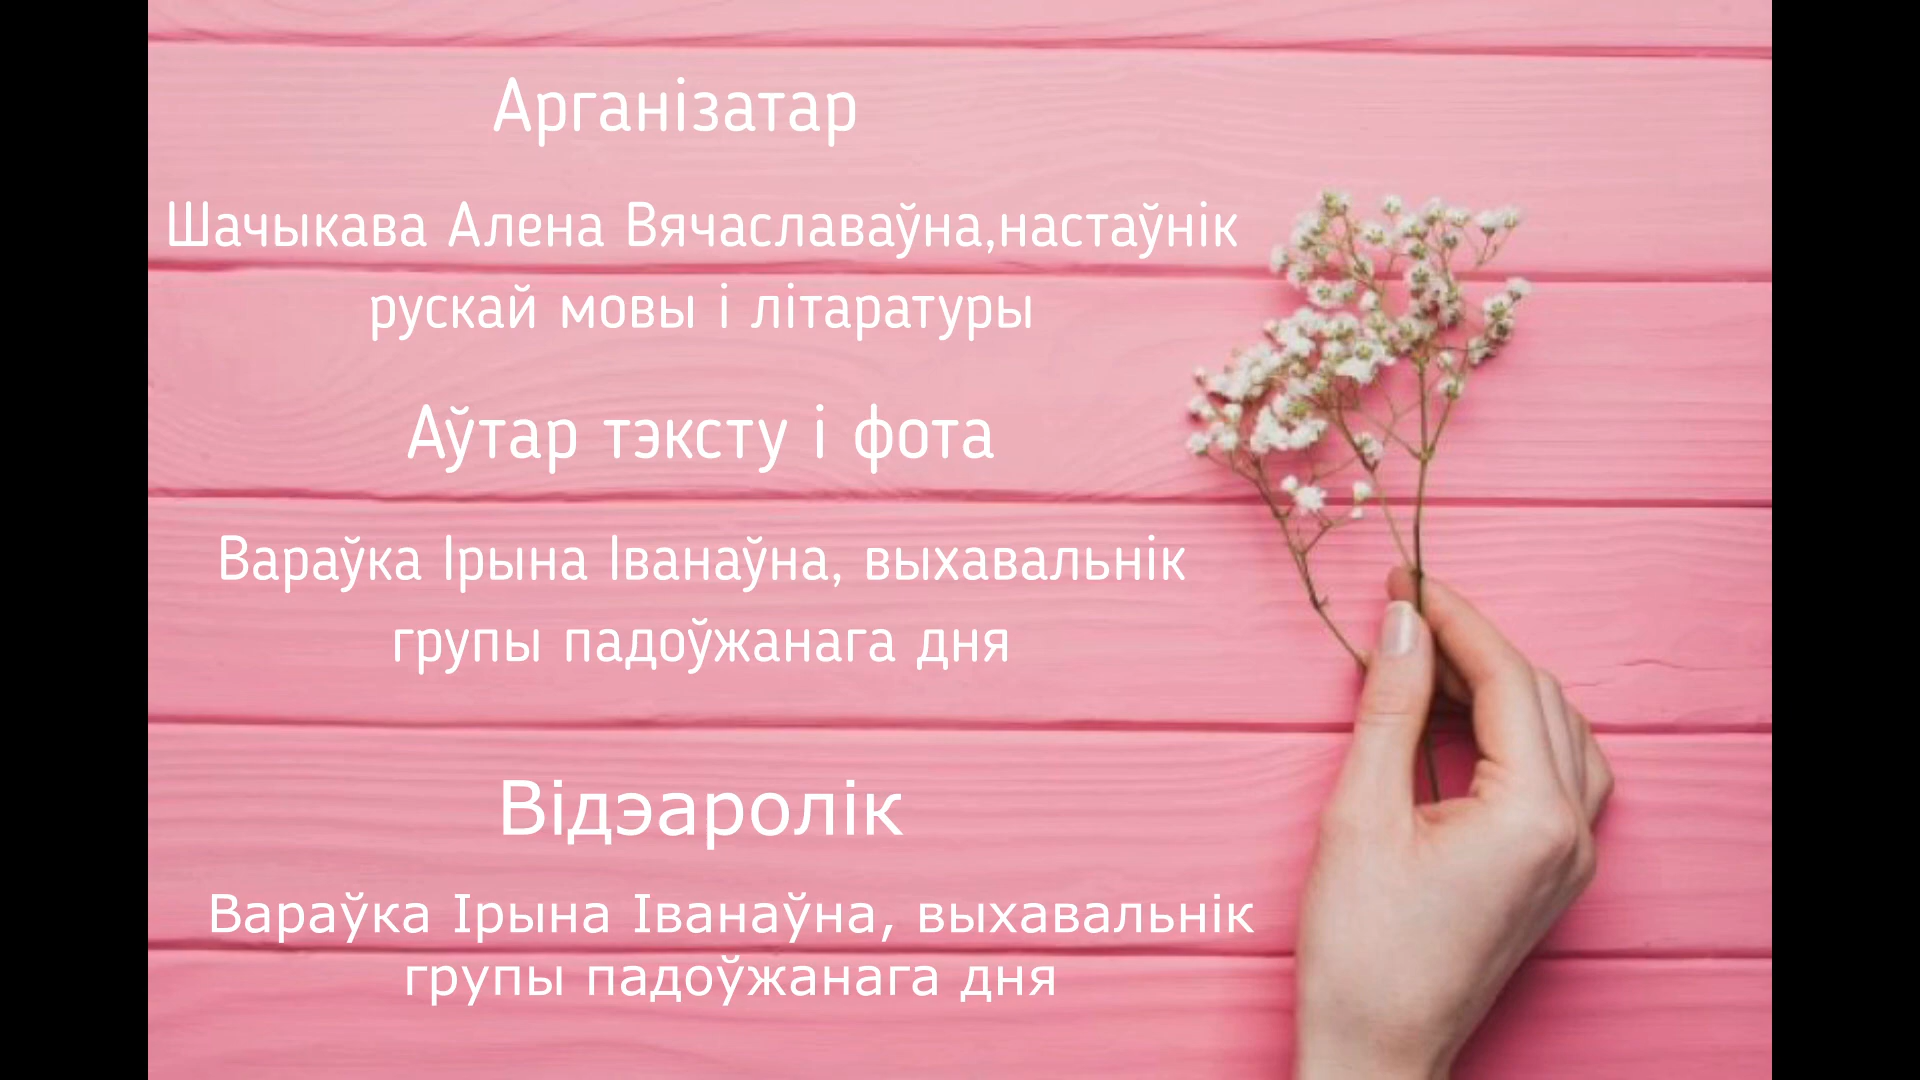 Арганізатар
Шачыкава Алена Вячаславаўна,настаўнік
рускай мовы і літаратуры
Аўтар тэксту і фота
Вараўка Ірына Іванаўна, выхавальнік
групы падоўжанага дня
Відэаролік
Вараўка Ірына Іванаўна, выхавальнік
групы падоўжанага дня